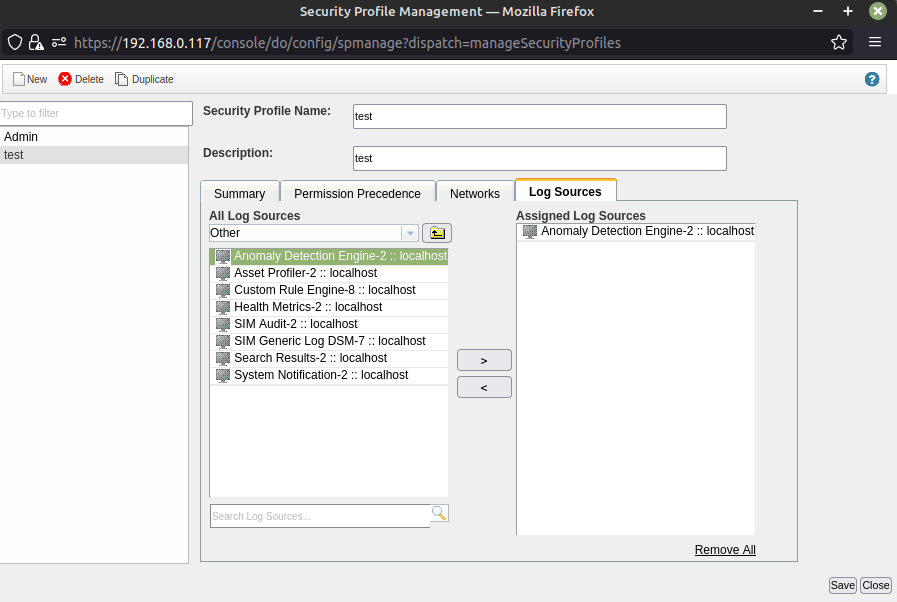 Security Profile Management — Mozilla Firefox
https://192.168.0.117/console/do/config/spmanage?dispatch=manageSecurityProfiles
New Delete Duplicate ?
Type to filter
Admin
test
Security Profile Name: test
Description: test
Summary Permission Precedence Networks Log Sources
All Log Sources
Other
Anomaly Detection Engine-2 :: localhost
Asset Profiler-2 :: localhost
Custom Rule Engine-8 :: localhost
Health Metrics-2 :: localhost
SIM Audit-2 :: localhost
SIM Generic Log DSM-7 :: localhost
Search Results-2 :: localhost
System Notification-2 :: localhost
Search Log Sources...
>
<
Assigned Log Sources
Anomaly Detection Engine-2 :: localhost
Remove All
Save Close